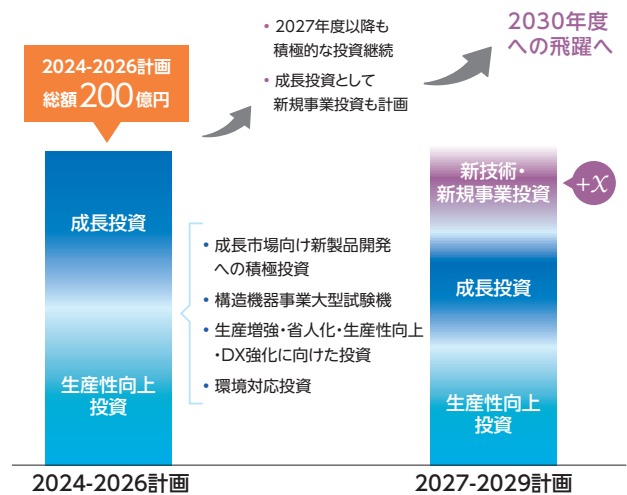 2024-2026計画
総額200億円
• 2027年度以降も
積極的な投資継続
• 成長投資として
新規事業投資も計画
2030年度
への飛躍へ
成長投資
生産性向上
投資
• 成長市場向け新製品開発
への積極投資
• 構造機器事業大型試験機
• 生産増強・省人化・生産性向上
・DX強化に向けた投資
• 環境対応投資
新技術・
新規事業投資
+X
成長投資
生産性向上
投資
2024-2026計画
2027-2029計画